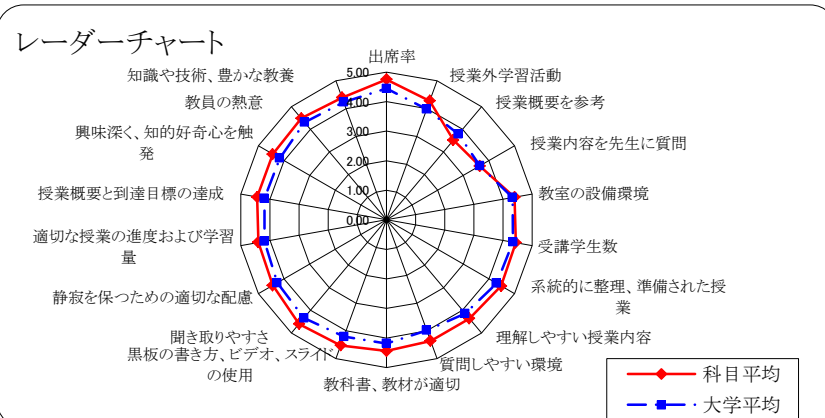 レーダーチャート
出席率
授業外学習活動
授業概要を参考
授業内容を先生に質問
教室の設備環境
受講学生数
系統的に整理、準備された授
業
理解しやすい授業内容
質問しやすい環境
教科書、教材が適切
黒板の書き方、ビデオ、スライド
の使用
聞き取りやすさ
静寂を保つための適切な配慮
適切な授業の進度および学習
量
授業概要と到達目標の達成
興味深く、知的好奇心を触
発
教員の熱意
知識や技術、豊かな教養
5.00
4.00
3.00
2.00
1.00
0.00
科目平均
大学平均